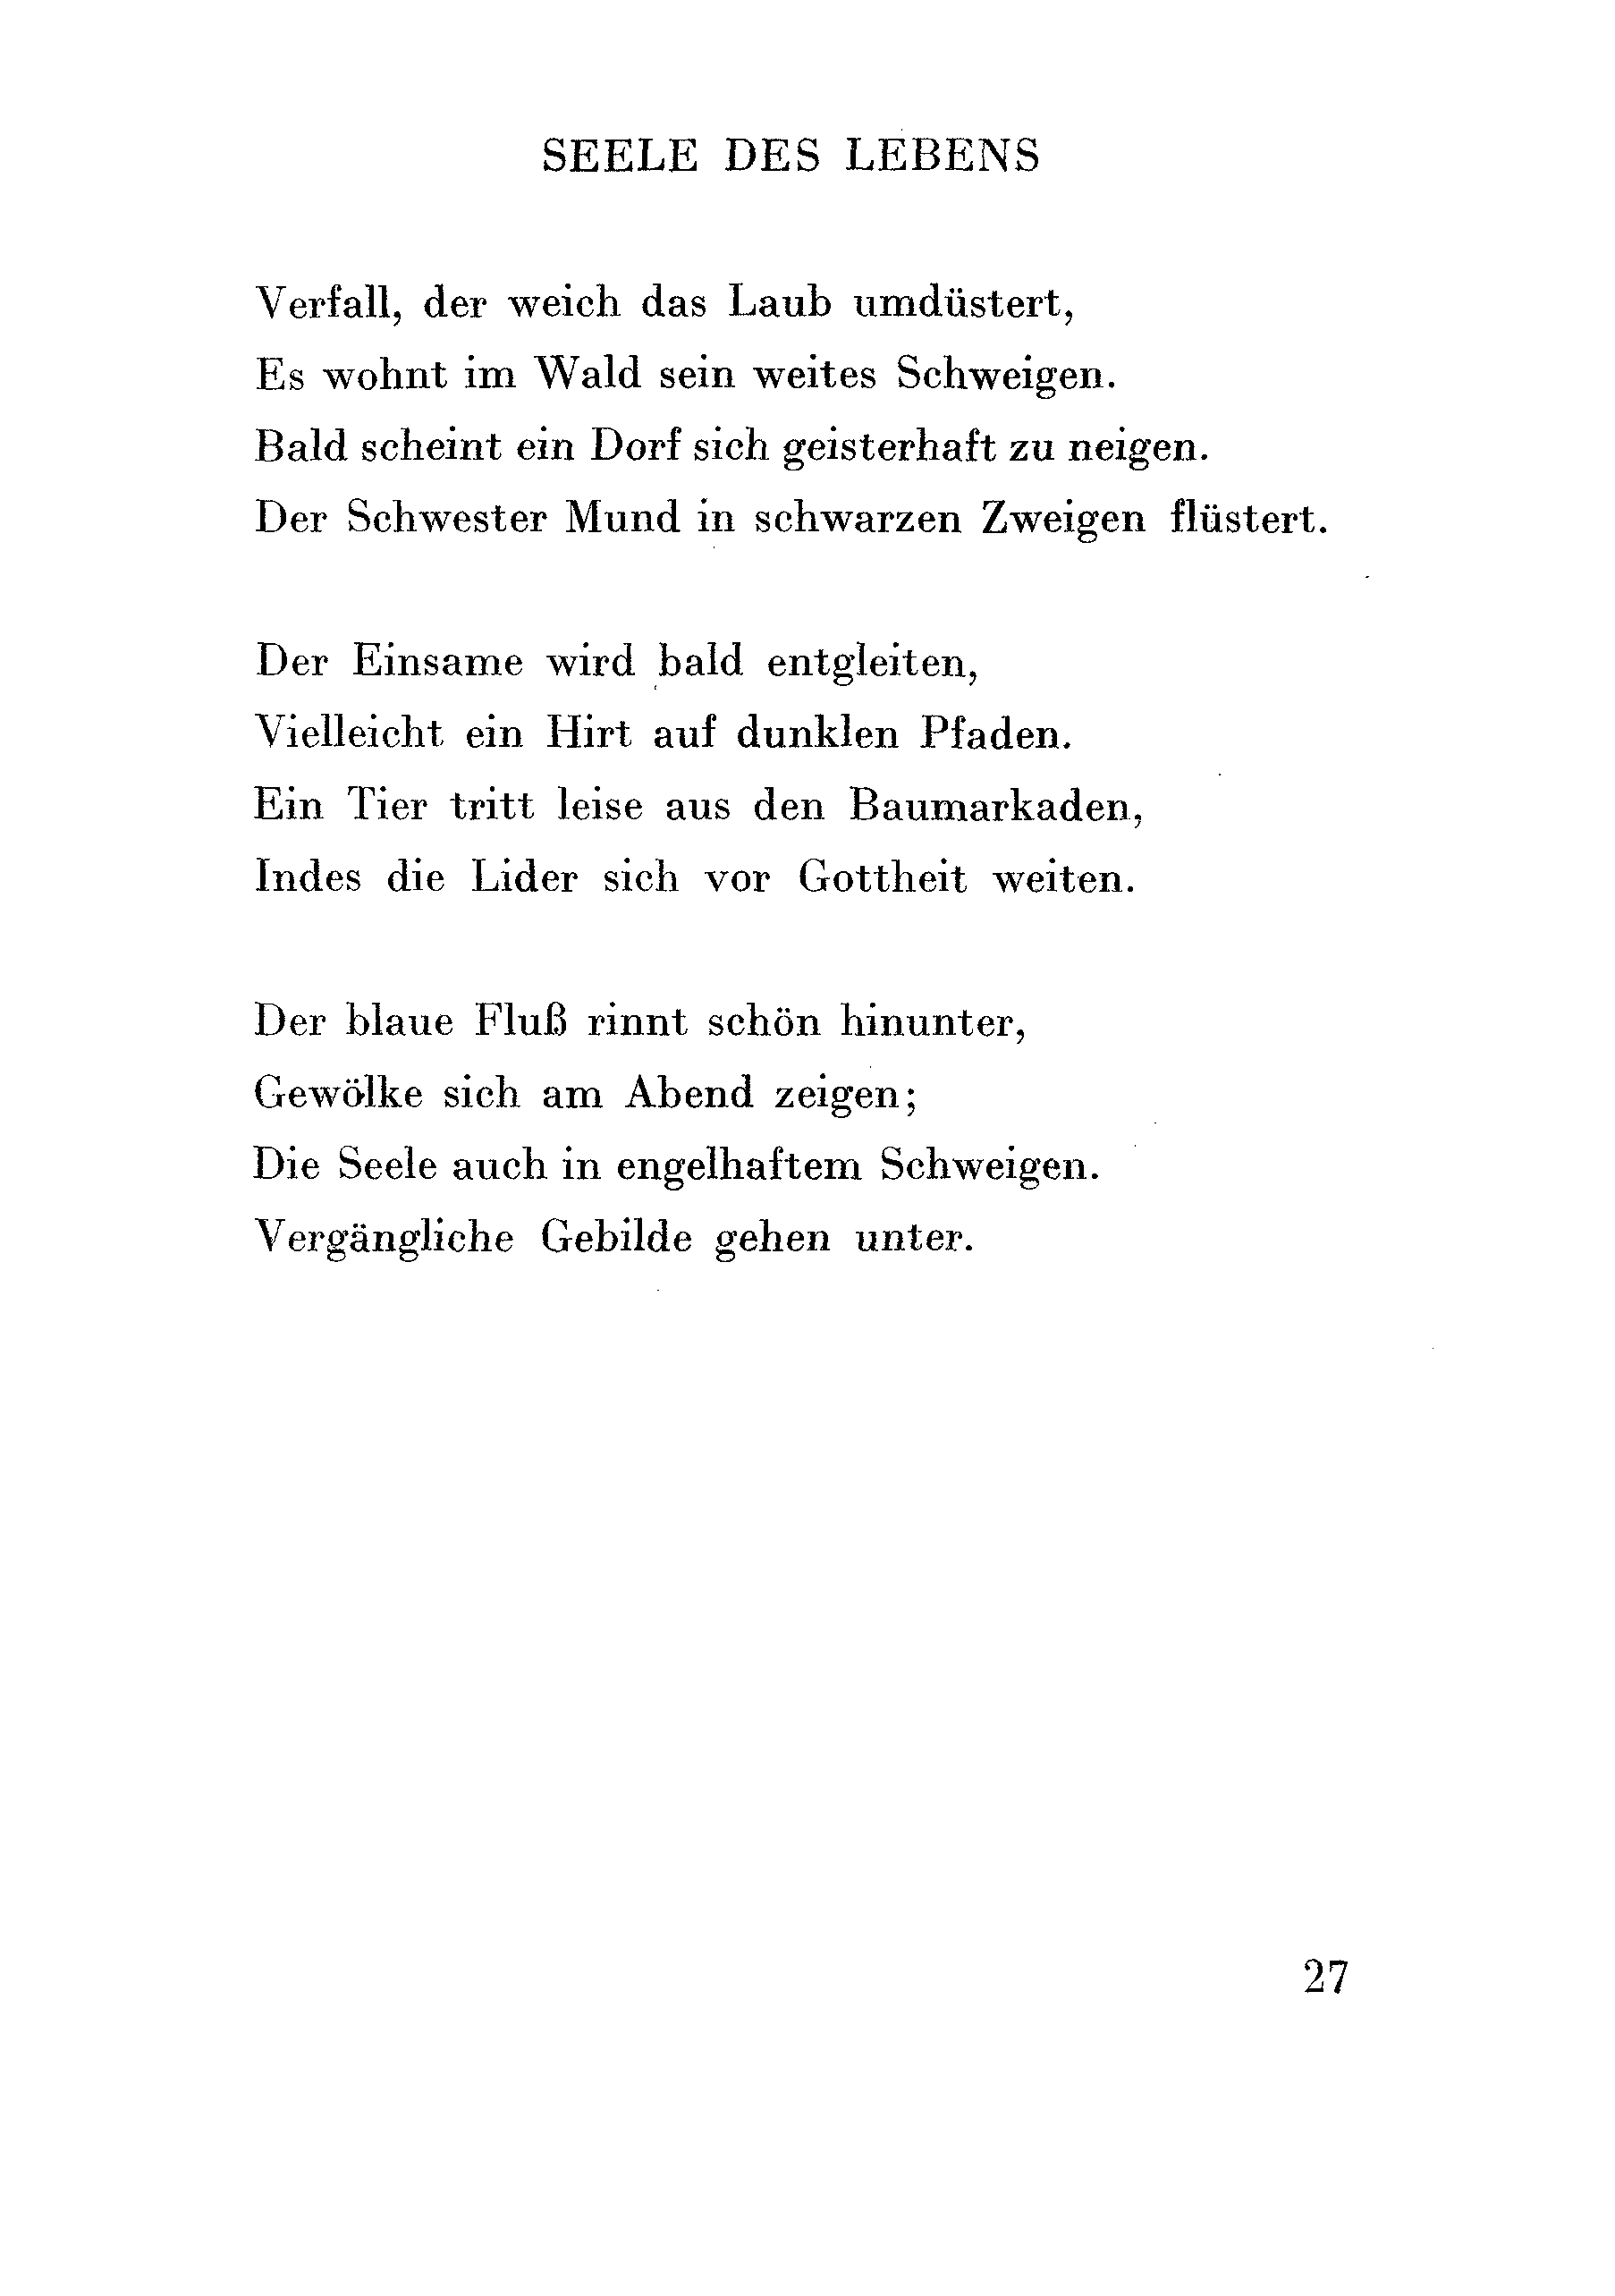 SEELE DES LEBENS
Verfall, der weich das Laub umdüstert,
Es wohnt im Wald sein weites Schweigen.
Bald scheint ein Dorf sich geisterhaft zu neigen.
Der Schwester Mund in schwarzen Zweigen flüstert.
Der Einsame wird bald entgleiten,
Vielleicht ein Hirt auf dunklen Pfaden.
Ein Tier tritt leise aus den Baumarkaden,
Indes die Lider sich vor Gottheit weiten.
Der blaue Fluß rinnt schön hinunter,
Gewölke sich am Abend zeigen;
Die Seele auch in engelhaftem Schweigen.
Vergängliche Gebilde gehen unter.
27